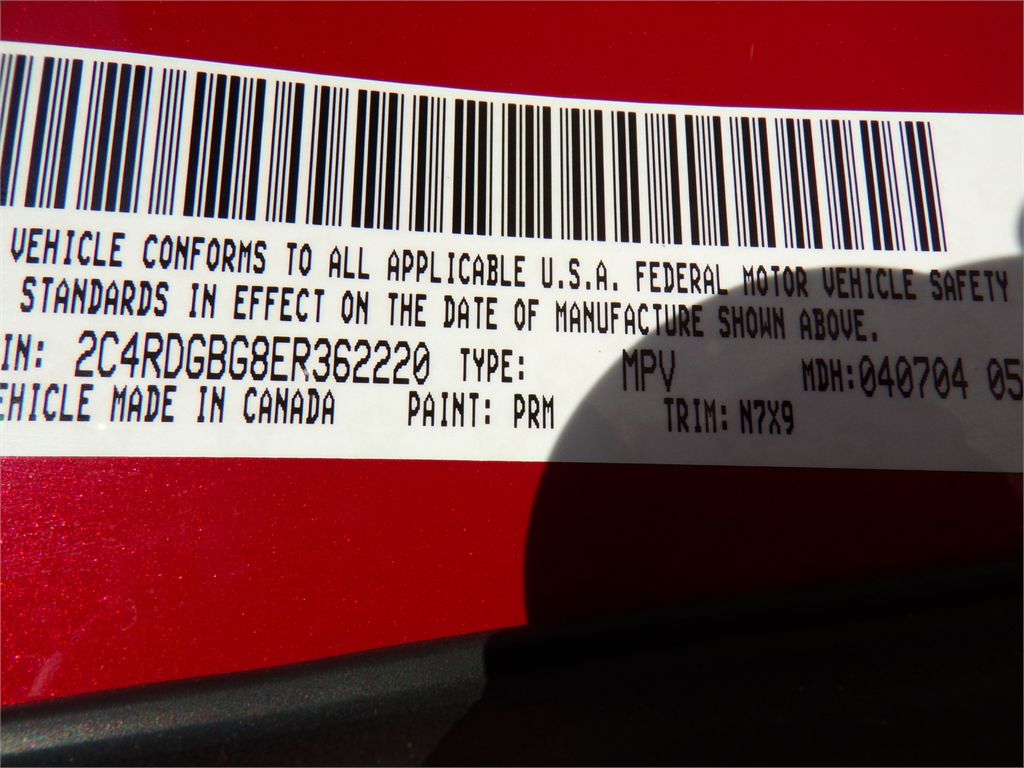 VEHICLE CONFORMS TO ALL APPLICABLE U.S.A. FEDERAL MOTOR VEHICLE SAFETY
STANDARDS IN EFFECT ON THE DATE OF MANUFACTURE SHOWN ABOVE.
IN: 2C4RDGBG8ER362220 TYPE: MPV MDH:040704 05
EHICLE MADE IN CANADA PAINT: PRM TRIM: N7X9